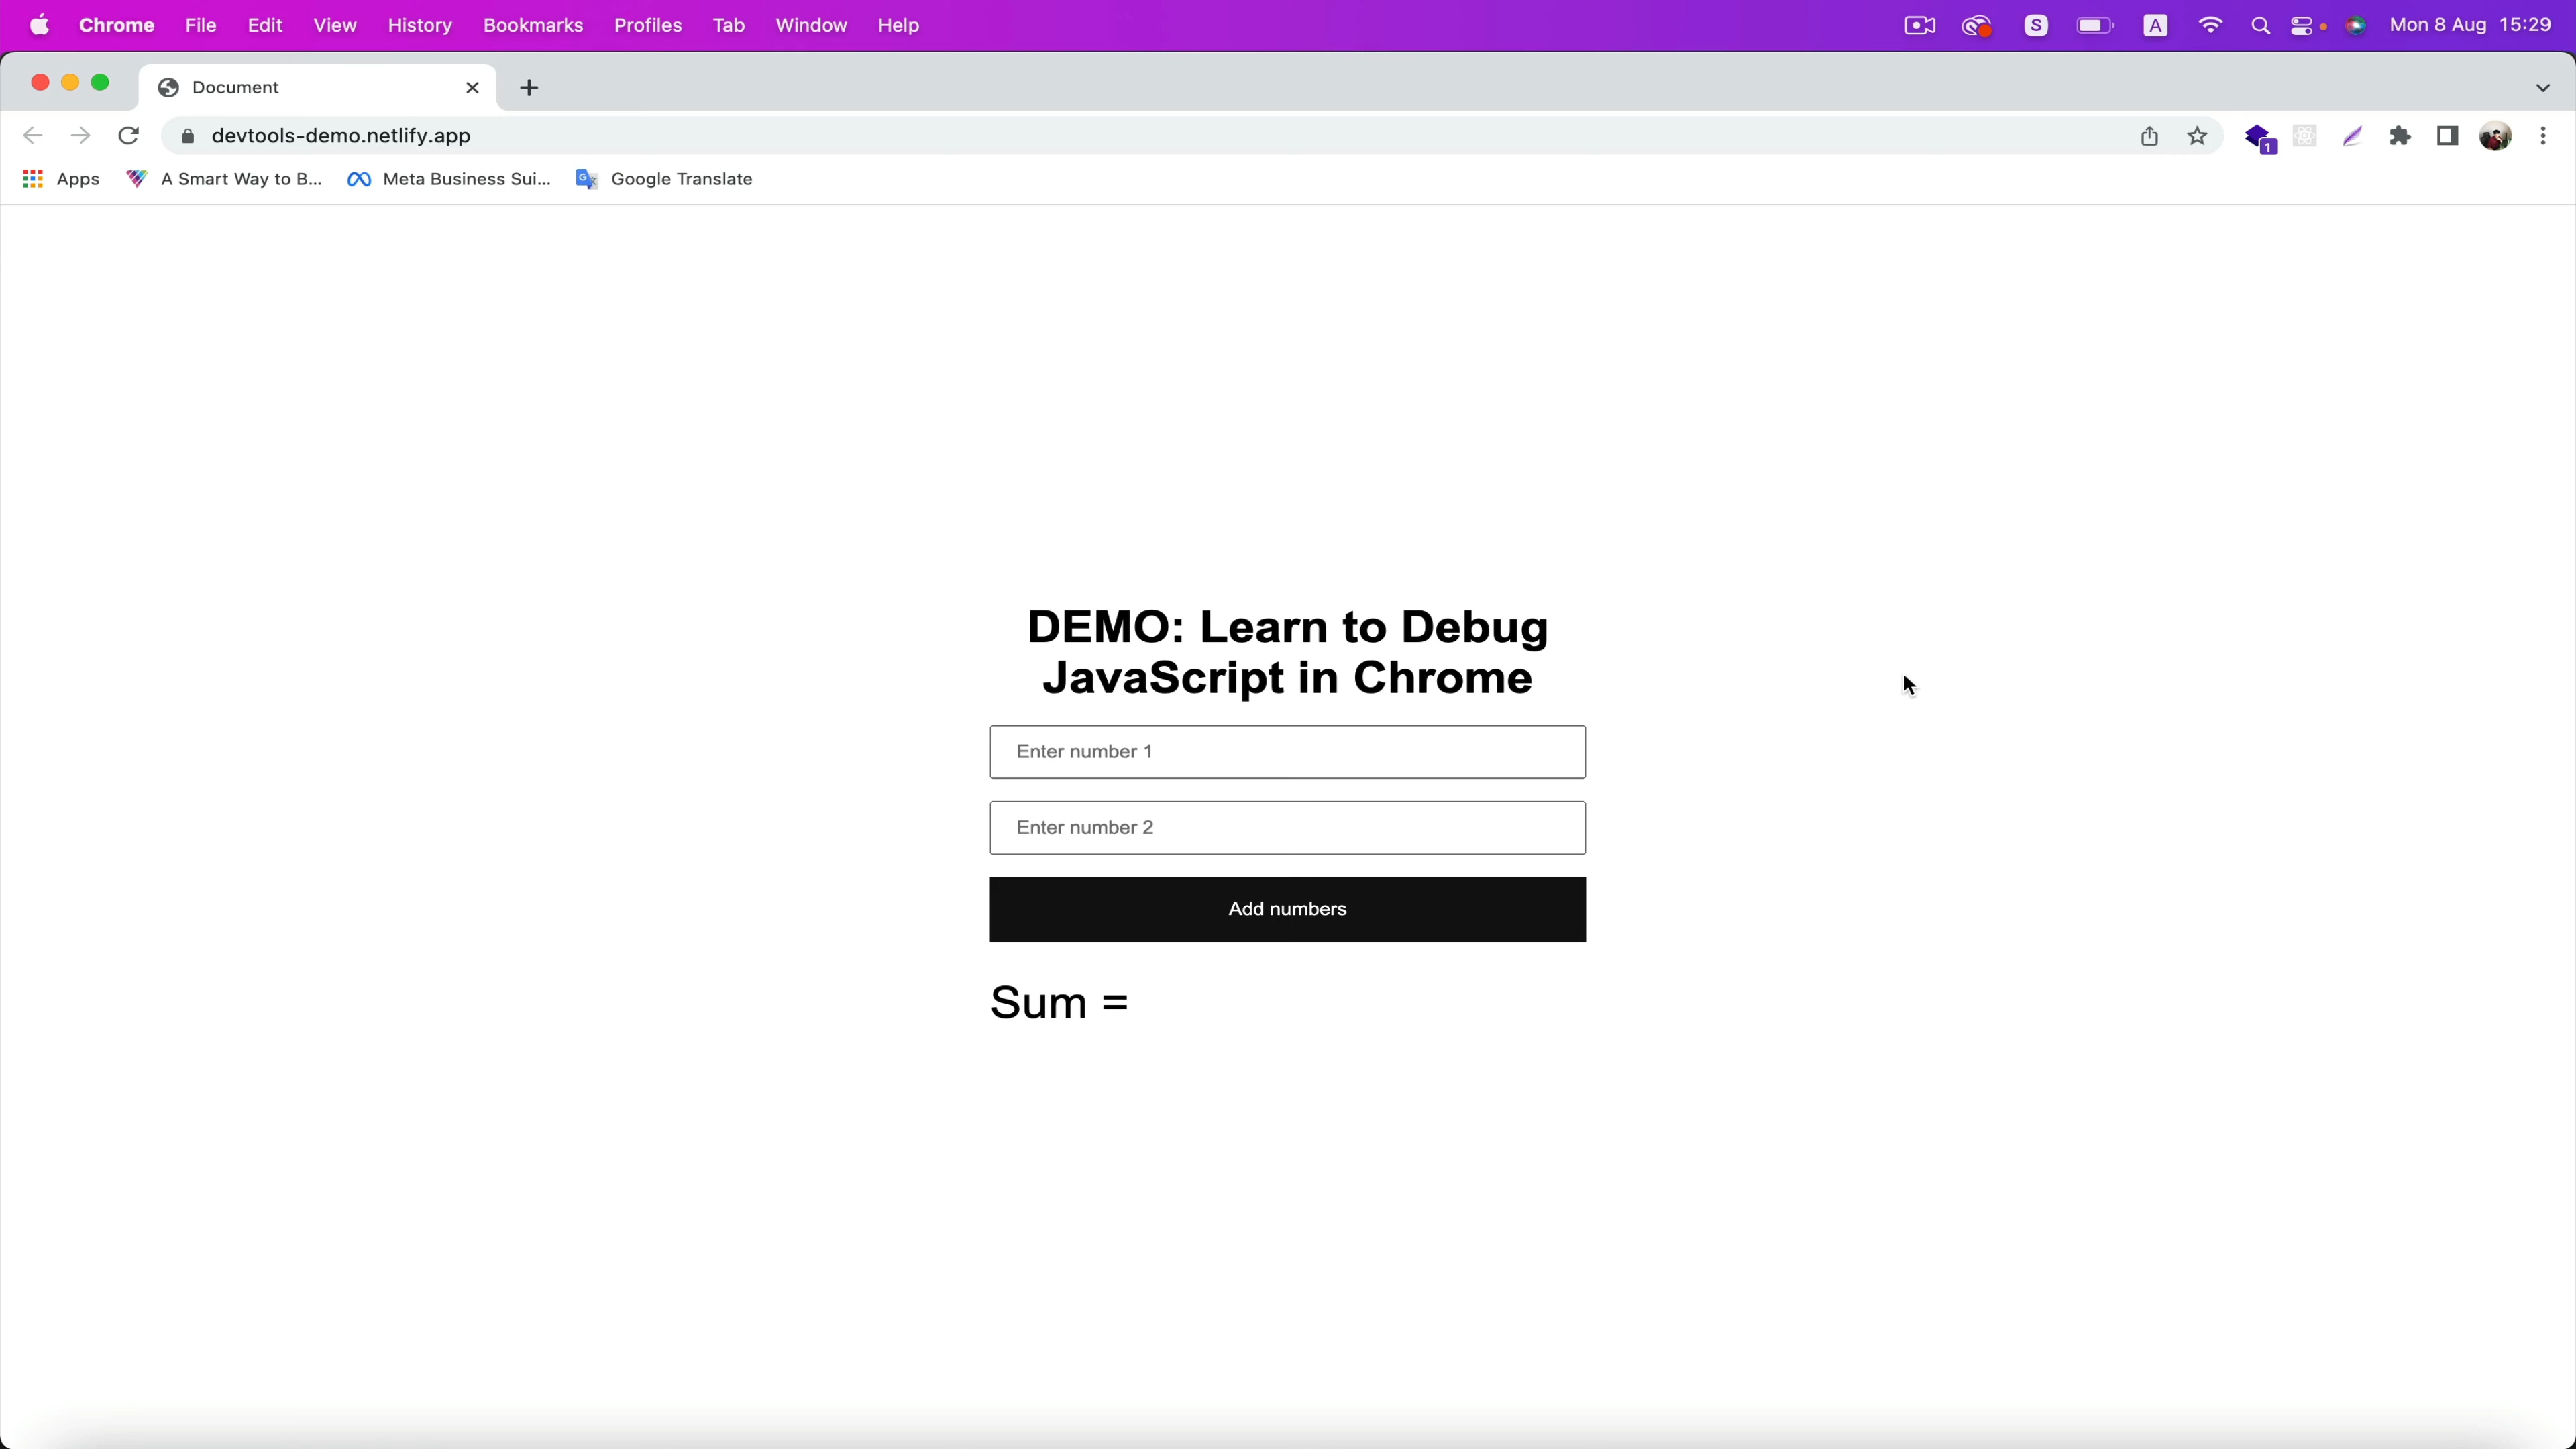 Chrome File Edit View History Bookmarks Profiles Tab Window Help S A Mon 8 Aug 15:29
Document
devtools-demo.netlify.app 1
Apps A Smart Way to B... Meta Business Sui... Google Translate
DEMO: Learn to Debug
JavaScript in Chrome
Enter number 1
Enter number 2
Add numbers
Sum =